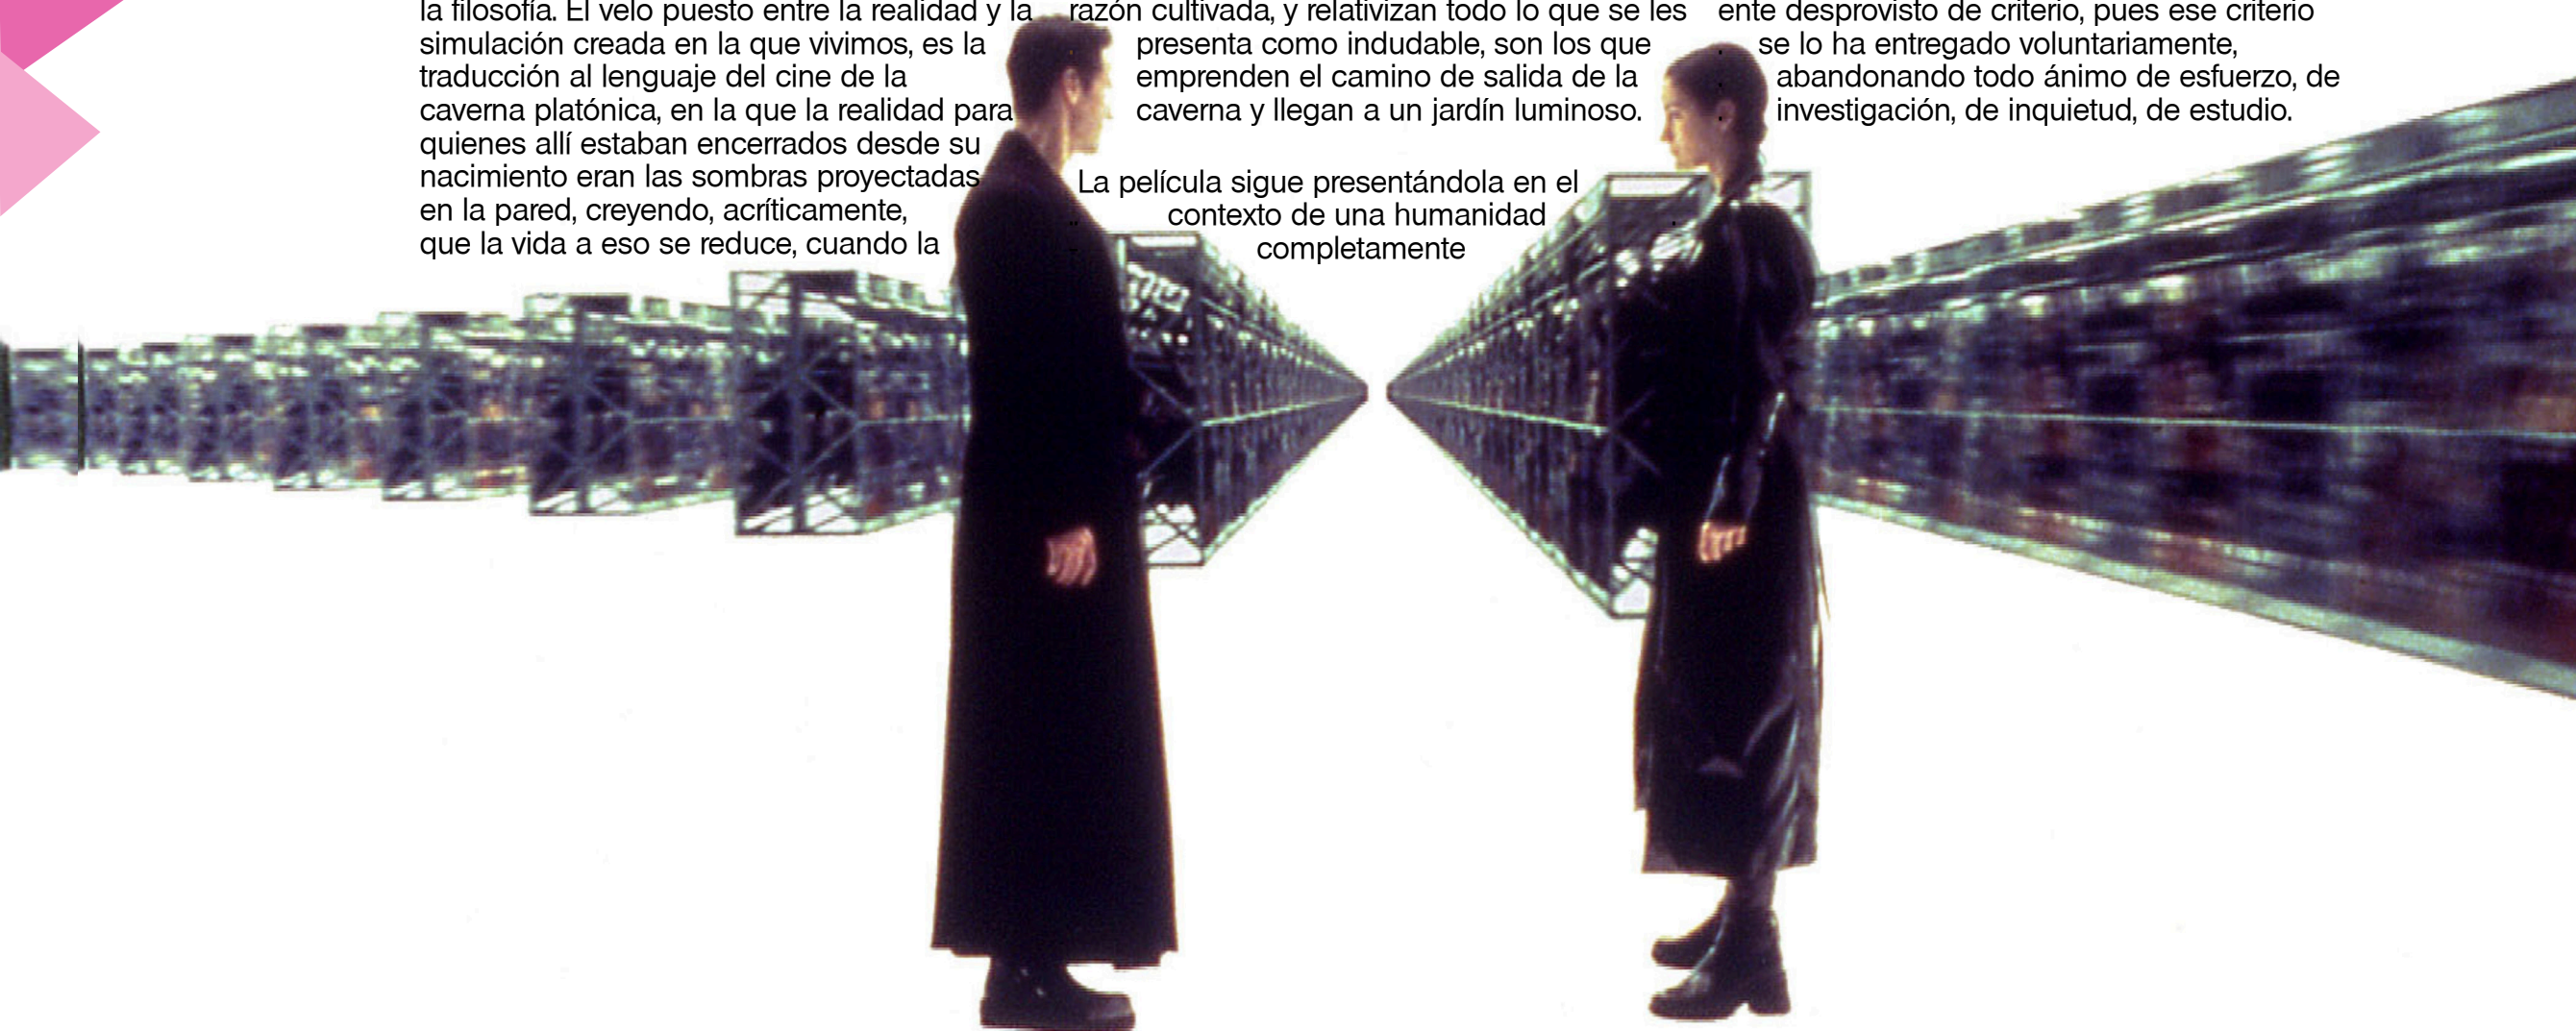 la filosofía. El velo puesto entre la realidad y la
simulación creada en la que vivimos, es la
traducción al lenguaje del cine de la
caverna platónica, en la que la realidad para
quienes allí estaban encerrados desde su
nacimiento eran las sombras proyectadas
en la pared, creyendo, acríticamente,
que la vida a eso se reduce, cuando la
razón cultivada, y relativizan todo lo que se les
presenta como indudable, son los que
emprenden el camino de salida de la
caverna y llegan a un jardín luminoso.
La película sigue presentándola en el
contexto de una humanidad
completamente
ente desprovisto de criterio, pues ese criterio
se lo ha entregado voluntariamente,
abandonando todo ánimo de esfuerzo, de
investigación, de inquietud, de estudio.